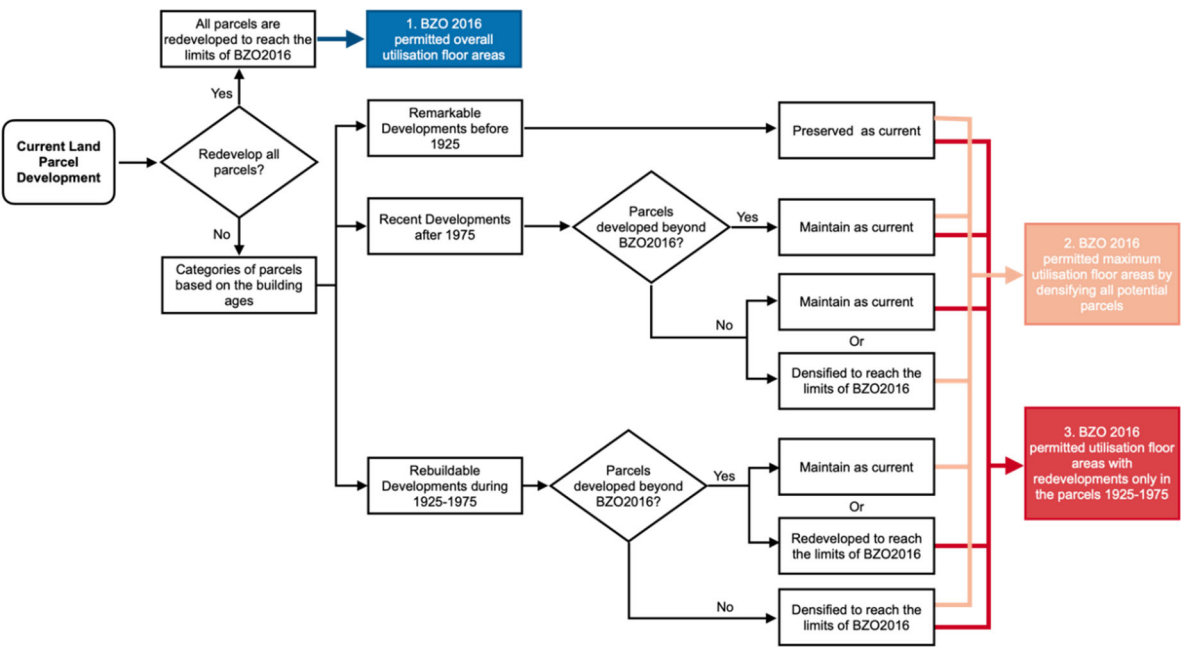 All parcels are
redeveloped to reach the
limits of BZO2016
1. BZO 2016
permitted overall
utilisation floor areas
Yes
Current Land
Parcel
Development
Redevelop all
parcels?
No
Categories of parcels
based on the building
ages
Remarkable
Developments before
1925
Preserved as current
Recent Developments
after 1975
Parcels
developed beyond
BZO2016?
Yes
Maintain as current
No
Maintain as current
Or
Densified to reach the
limits of BZO2016
2. BZO 2016
permitted maximum
utilisation floor areas by
densifying all potential
parcels
Rebuildable
Developments during
1925-1975
Parcels
developed beyond
BZO2016?
Yes
Maintain as current
Or
Redeveloped to reach
the limits of BZO2016
No
Densified to reach the
limits of BZO2016
3. BZO 2016
permitted utilisation floor
areas with
redevelopments only in
the parcels 1925-1975